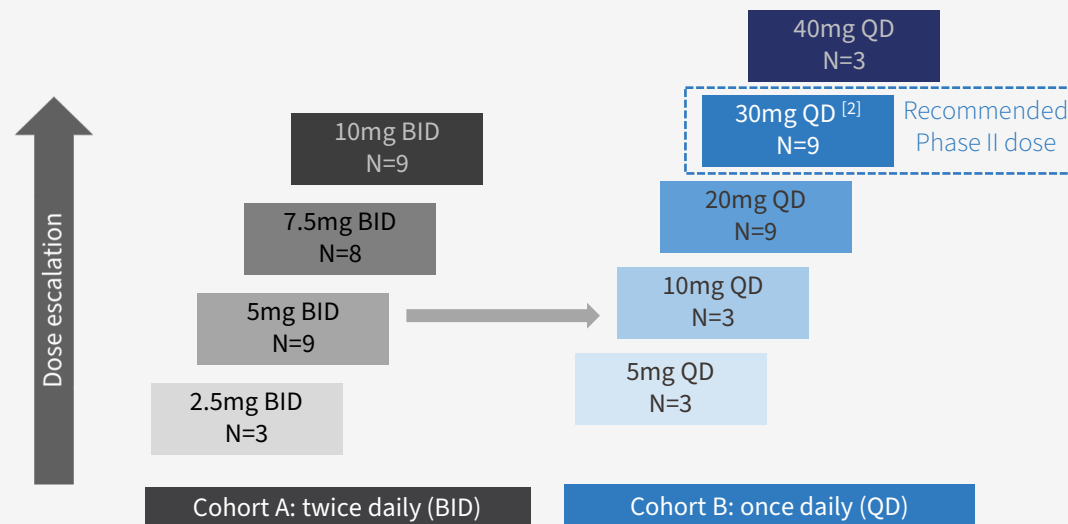 Dose escalation
10mg BID
N=9
7.5mg BID
N=8
5mg BID
N=9
2.5mg BID
N=3
Cohort A: twice daily (BID)
40mg QD
N=3
30mg QD [2]
N=9
Recommended
Phase II dose
20mg QD
N=9
10mg QD
N=3
5mg QD
N=3
Cohort B: once daily (QD)